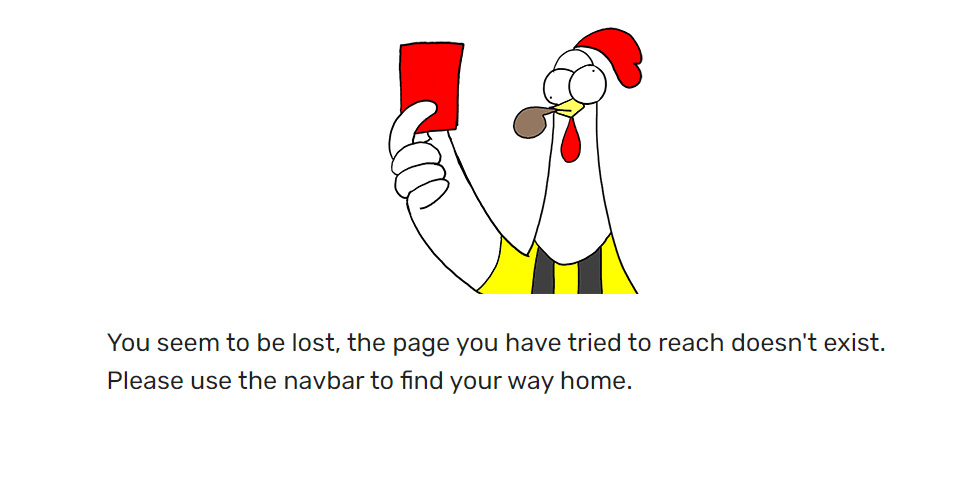 You seem to be lost, the page you have tried to reach doesn't exist.
Please use the navbar to find your way home.